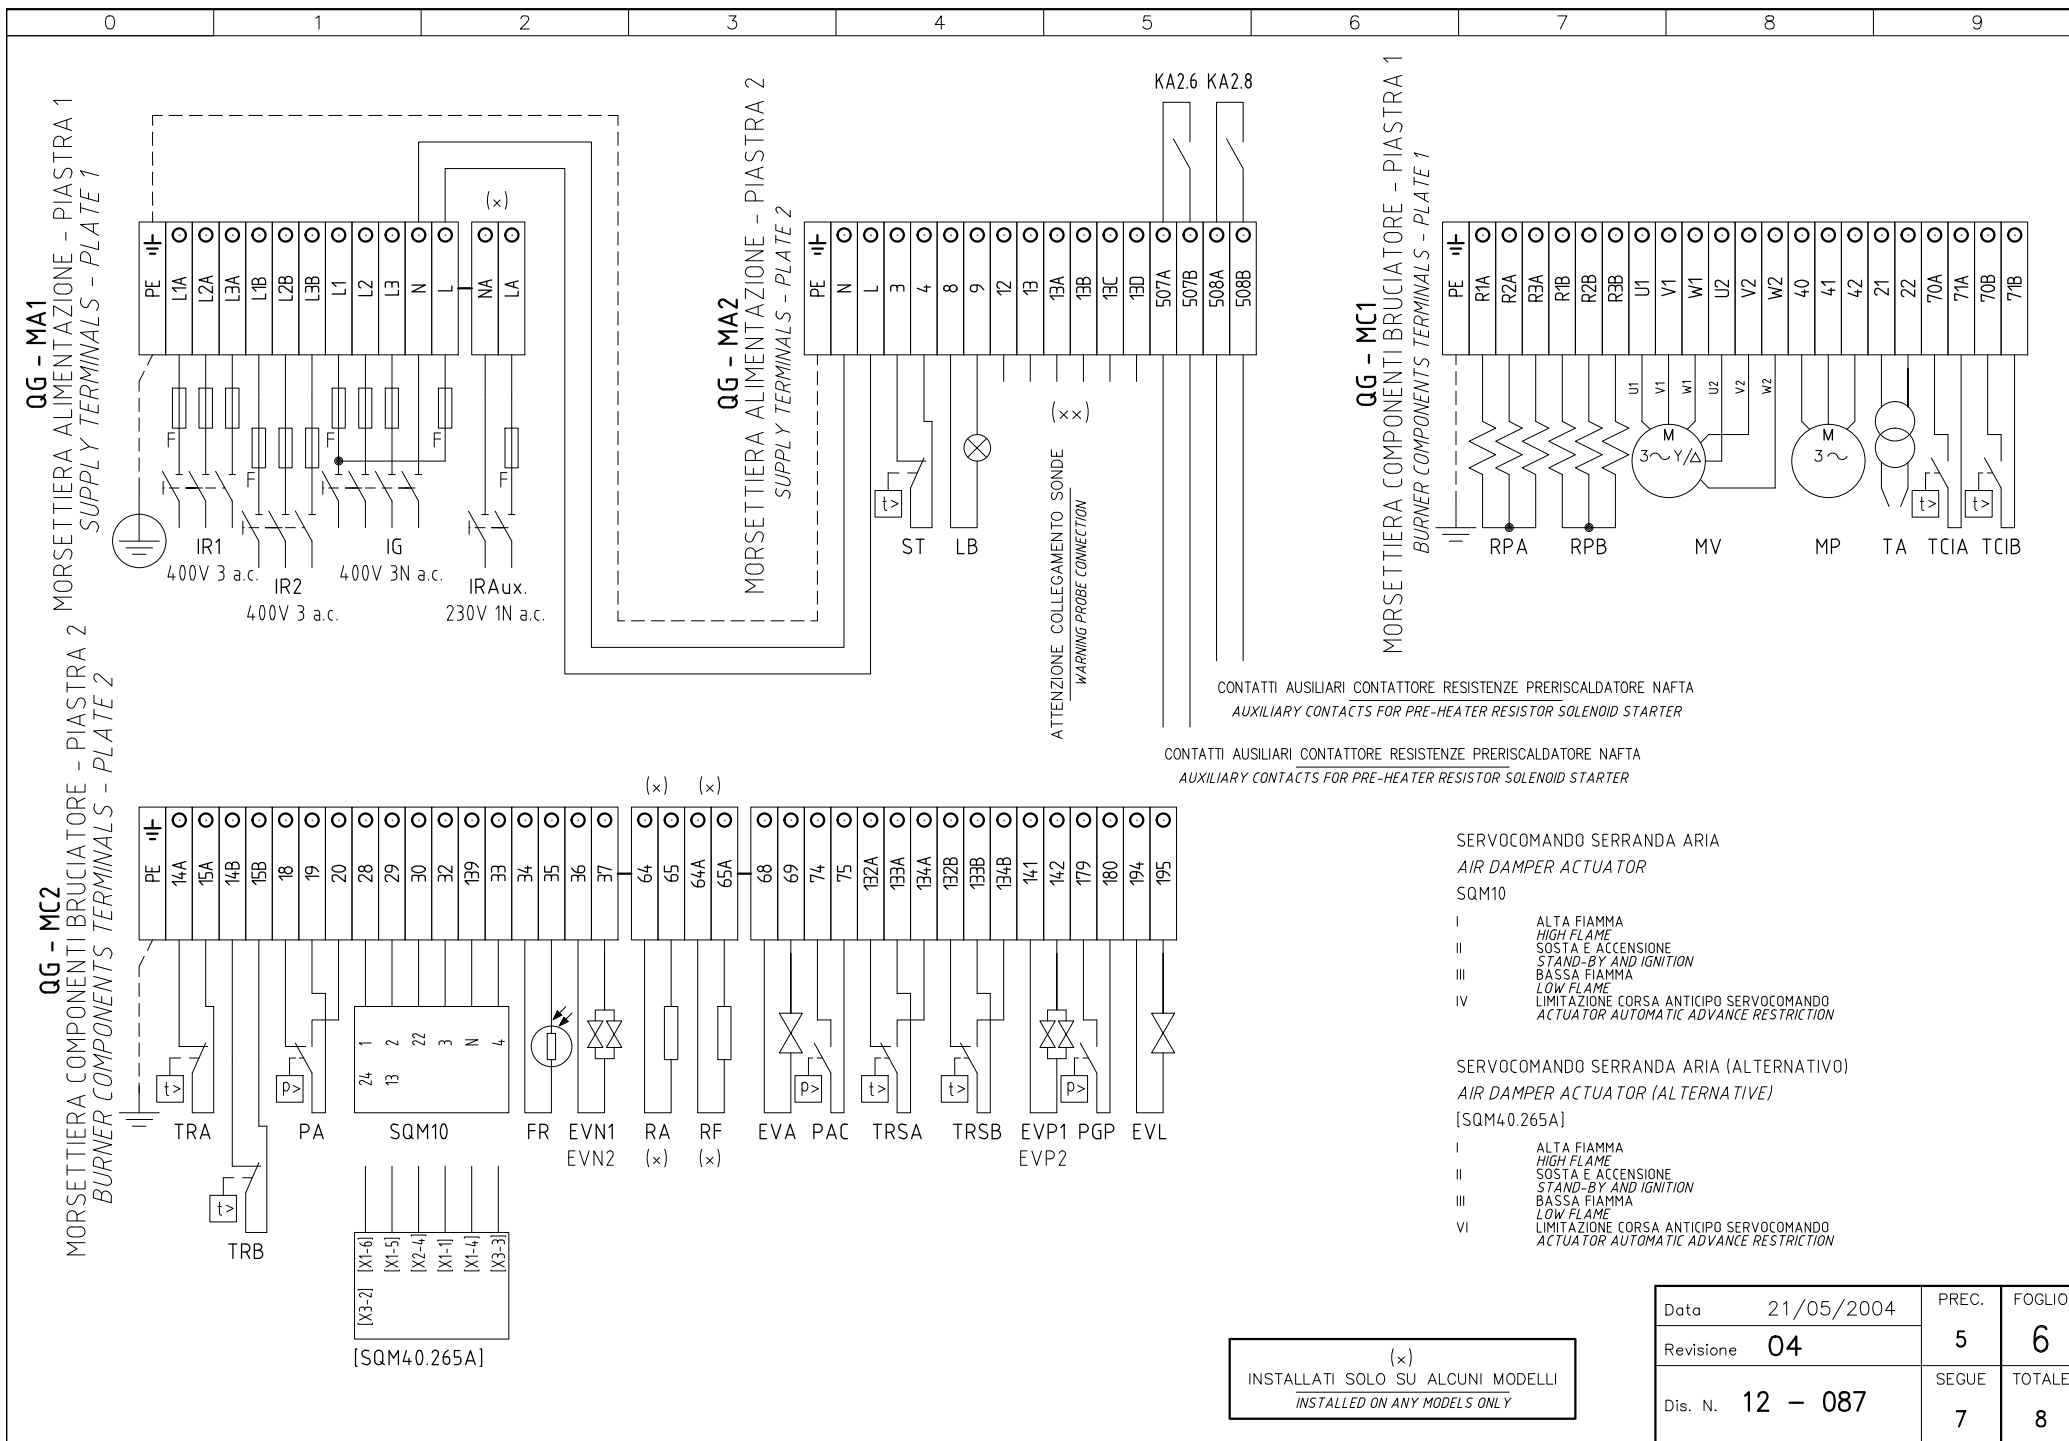 0 1 2 3 4 5 6 7 8 9
QG - MA1
MORSETTIERA ALIMENTAZIONE - PIASTRA 1
SUPPLY TERMINALS - PLATE 1
(x)
PE L1A L2A L3A L1B L2B L3B L1 L2 L3 N L NA LA
F F F F F
IR1
400V 3 a.c.
IR2
400V 3 a.c.
IG
400V 3N a.c.
IRAux.
230V 1N a.c.
QG - MA2
MORSETTIERA ALIMENTAZIONE - PIASTRA 2
SUPPLY TERMINALS - PLATE 2
KA2.6 KA2.8
PE N L 3 4 8 9 12 13 13A 13B 13C 13D 507A 507B 508A 508B
t>
ST LB
(xx)
ATTENZIONE COLLEGAMENTO SONDE
WARNING PROBE CONNECTION
CONTATTI AUSILIARI CONTATTORE RESISTENZE PRERISCALDATORE NAFTA
AUXILIARY CONTACTS FOR PRE-HEATER RESISTOR SOLENOID STARTER
CONTATTI AUSILIARI CONTATTORE RESISTENZE PRERISCALDATORE NAFTA
AUXILIARY CONTACTS FOR PRE-HEATER RESISTOR SOLENOID STARTER
QG - MC1
MORSETTIERA COMPONENTI BRUCIATORE - PIASTRA 1
BURNER COMPONENTS TERMINALS - PLATE 1
PE R1A R2A R3A R1B R2B R3B U1 V1 W1 U2 V2 W2 40 41 42 21 22 70A 71A 70B 71B
U1 V1 W1 U2 V2 W2
M
3~ Y/Δ
M
3~
t> t>
RPA RPB MV MP TA TCIA TCIB
QG - MC2
MORSETTIERA COMPONENTI BRUCIATORE - PIASTRA 2
BURNER COMPONENTS TERMINALS - PLATE 2
(x) (x)
PE 14A 15A 14B 15B 18 19 20 28 29 30 32 139 33 34 35 36 37 64 65 64A 65A 68 69 74 75 132A 133A 134A 132B 133B 134B 141 142 179 180 194 195
1 2 22 3 N 4
24 13
t> p> p> t> t> p>
TRA PA SQM10 FR EVN1 RA RF EVA PAC TRSA TRSB EVP1 PGP EVL
EVN2 (x) (x) EVP2
t>
TRB
[X1-6] [X1-5] [X2-4] [X1-1] [X1-4] [X3-3]
[X3-2]
[SQM40.265A]
SERVOCOMANDO SERRANDA ARIA
AIR DAMPER ACTUATOR
SQM10
I ALTA FIAMMA
HIGH FLAME
II SOSTA E ACCENSIONE
STAND-BY AND IGNITION
III BASSA FIAMMA
LOW FLAME
IV LIMITAZIONE CORSA ANTICIPO SERVOCOMANDO
ACTUATOR AUTOMATIC ADVANCE RESTRICTION
SERVOCOMANDO SERRANDA ARIA (ALTERNATIVO)
AIR DAMPER ACTUATOR (ALTERNATIVE)
[SQM40.265A]
I ALTA FIAMMA
HIGH FLAME
II SOSTA E ACCENSIONE
STAND-BY AND IGNITION
III BASSA FIAMMA
LOW FLAME
VI LIMITAZIONE CORSA ANTICIPO SERVOCOMANDO
ACTUATOR AUTOMATIC ADVANCE RESTRICTION
(x)
INSTALLATI SOLO SU ALCUNI MODELLI
INSTALLED ON ANY MODELS ONLY
Data 21/05/2004
Revisione 04
Dis. N. 12 - 087
PREC.
5
FOGLIO
6
SEGUE
7
TOTALE
8